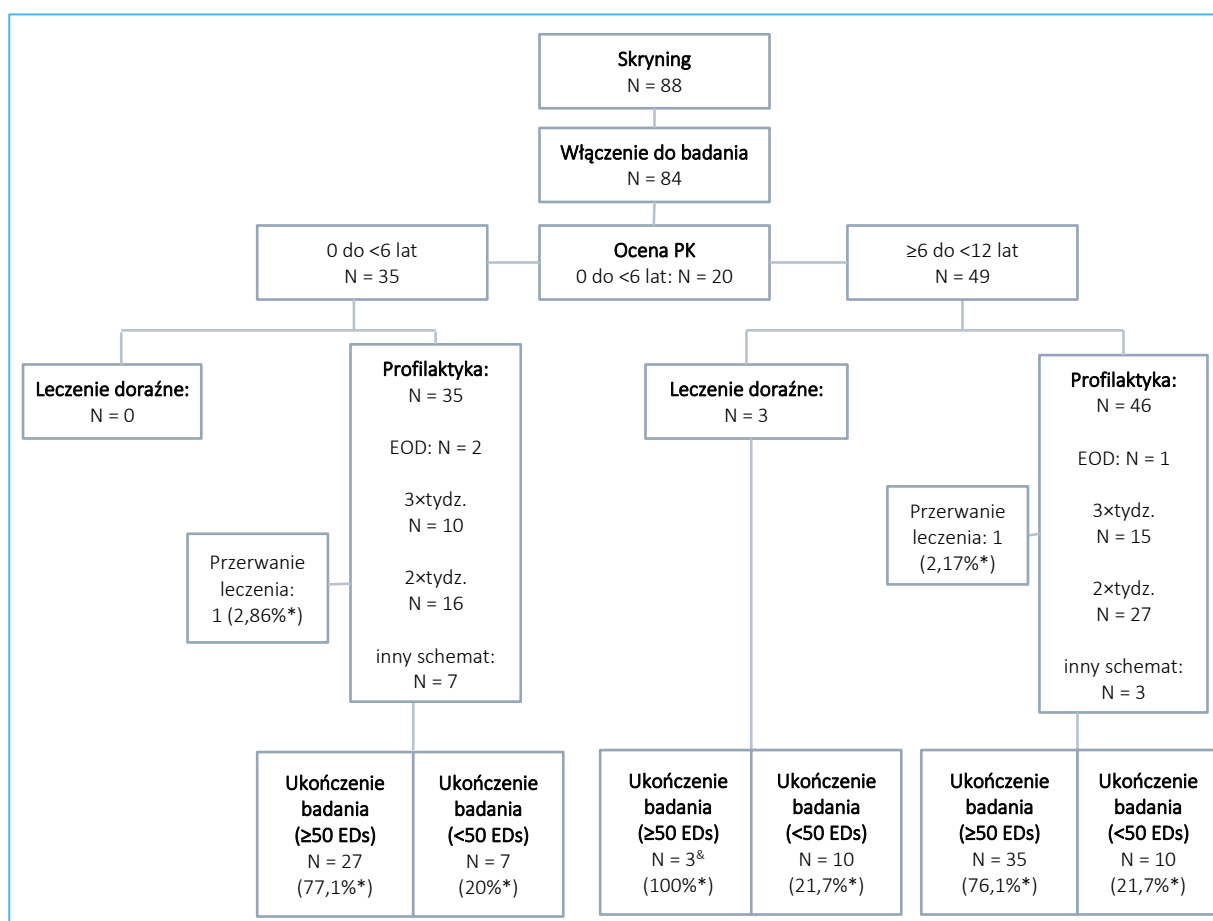 Skryning
N = 88
Włączenie do badania
N = 84
0 do <6 lat
N = 35
Ocena PK
0 do <6 lat: N = 20
≥6 do <12 lat
N = 49
Leczenie doraźne:
N = 0
Profilaktyka:
N = 35
EOD: N = 2
3×tydz.
N = 10
2×tydz.
N = 16
inny schemat:
N = 7
Przerwanie
leczenia:
1 (2,86%*)
Leczenie doraźne:
N = 3
Profilaktyka:
N = 46
EOD: N = 1
3×tydz.
N = 15
2×tydz.
N = 27
inny schemat:
N = 3
Przerwanie
leczenia: 1
(2,17%*)
Ukończenie
badania
(≥50 EDs)
N = 27
(77,1%*)
Ukończenie
badania
(<50 EDs)
N = 7
(20%*)
Ukończenie
badania
(≥50 EDs)
N = 3&
(100%*)
Ukończenie
badania
(<50 EDs)
N = 10
(21,7%*)
Ukończenie
badania
(≥50 EDs)
N = 35
(76,1%*)
Ukończenie
badania
(<50 EDs)
N = 10
(21,7%*)